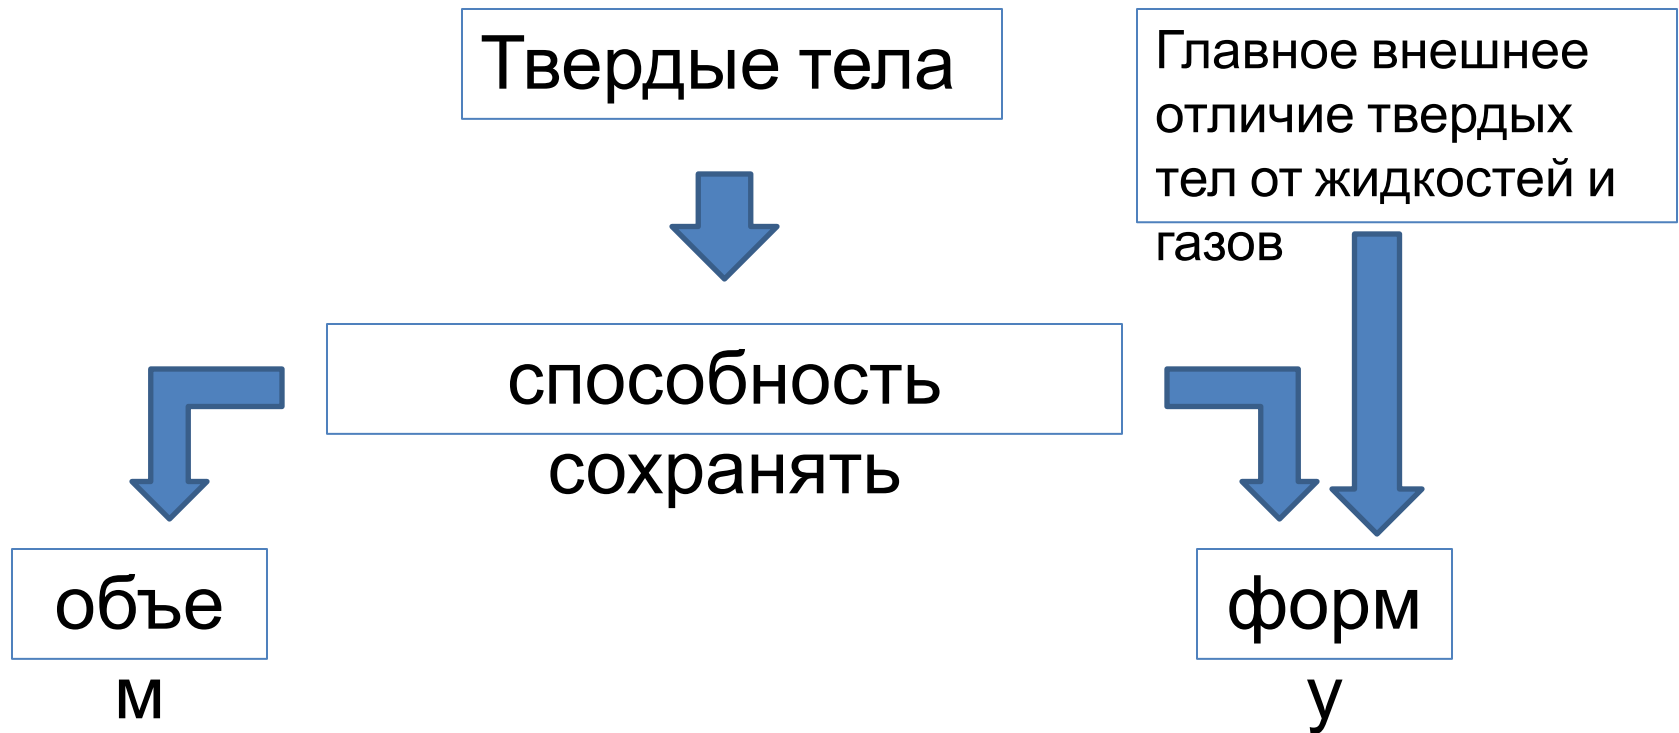 Твердые тела
Главное внешнее
отличие твердых
тел от жидкостей и
газов
способность
сохранять
объе
м
форм
у